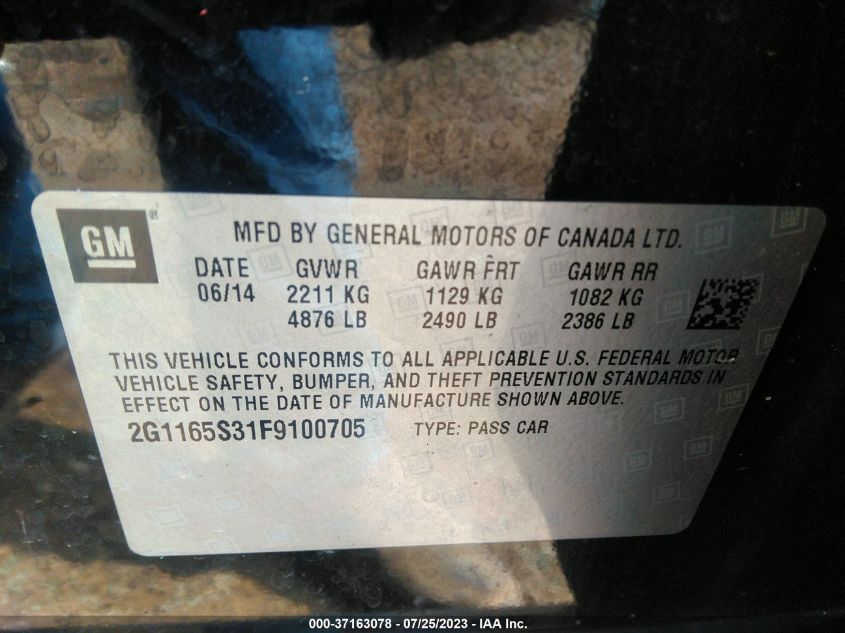 GM ®
MFD BY GENERAL MOTORS OF CANADA LTD.
DATE GVWR GAWR FRT GAWR RR
06/14 2211 KG 1129 KG 1082 KG
4876 LB 2490 LB 2386 LB
THIS VEHICLE CONFORMS TO ALL APPLICABLE U.S. FEDERAL MOTOR
VEHICLE SAFETY, BUMPER, AND THEFT PREVENTION STANDARDS IN
EFFECT ON THE DATE OF MANUFACTURE SHOWN ABOVE.
2G1165S31F9100705 TYPE: PASS CAR
000-37163078 - 07/25/2023 - IAA Inc.